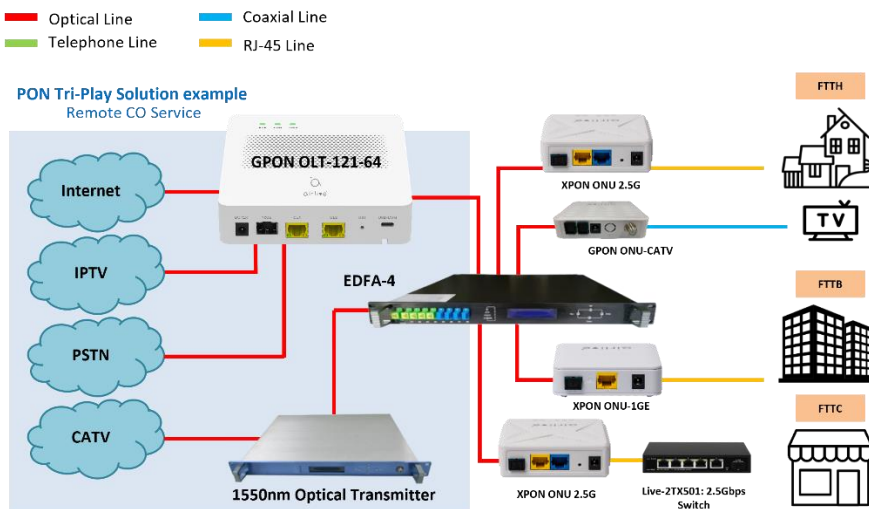 Optical Line
Coaxial Line
Telephone Line
RJ-45 Line
PON Tri-Play Solution example
Remote CO Service
GPON OLT-121-64
airlive
Internet
IPTV
PSTN
CATV
EDFA-4
1550nm Optical Transmitter
XPON ONU 2.5G
GPON ONU-CATV
XPON ONU-1GE
XPON ONU 2.5G
Live-2TX501: 2.5Gbps
Switch
FTTH
TV
FTTB
FTTC